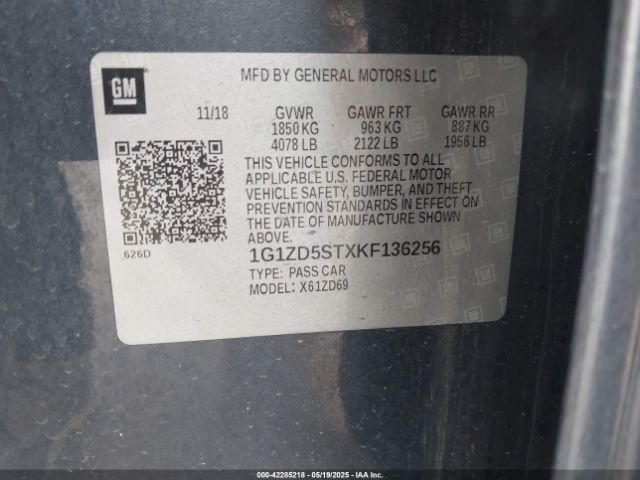 GM
MFD BY GENERAL MOTORS LLC
11/18 GVWR GAWR FRT GAWR RR
1850 KG 963 KG 887 KG
4078 LB 2122 LB 1956 LB
THIS VEHICLE CONFORMS TO ALL
APPLICABLE U.S. FEDERAL MOTOR
VEHICLE SAFETY, BUMPER, AND THEFT
PREVENTION STANDARDS IN EFFECT ON
THE DATE OF MANUFACTURE SHOWN
ABOVE.
.626D
1G1ZD5STXKF136256
TYPE: PASS CAR
MODEL: X61ZD69
000-42285218 - 05/19/2025 - IAA Inc.